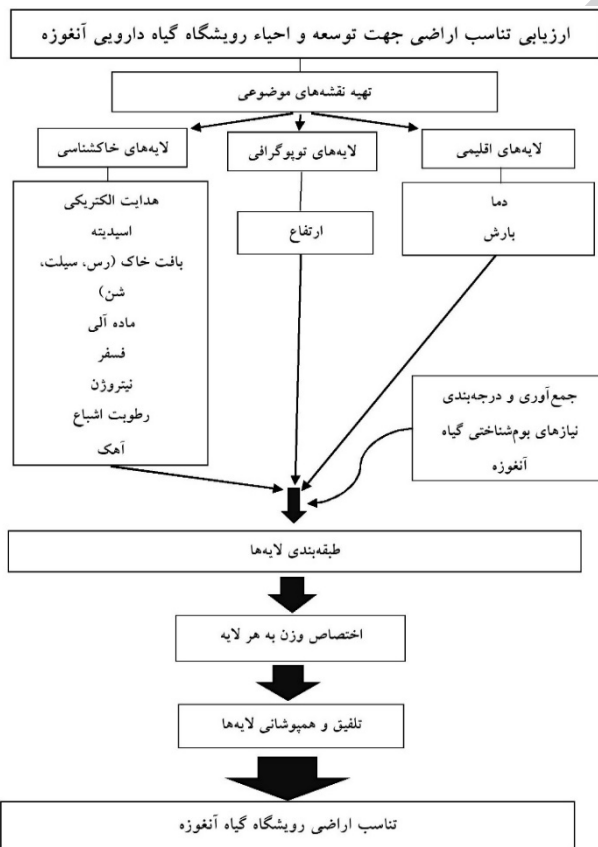 ارزیابی تناسب اراضی جهت توسعه و احیاء رویشگاه گیاه دارویی آنغوزه
تهیه نقشه‌های موضوعی
لایه‌های اقلیمی
لایه‌های توپوگرافی
لایه‌های خاکشناسی
دما
بارش
ارتفاع
هدایت الکتریکی
اسیدیته
بافت خاک (رس، سیلت،
شن)
ماده آلی
فسفر
نیتروژن
رطوبت اشباع
آهک
جمع‌آوری و درجه‌بندی
نیازهای بوم‌شناختی گیاه
آنغوزه
طبقه‌بندی لایه‌ها
اختصاص وزن به هر لایه
تلفیق و همپوشانی لایه‌ها
تناسب اراضی رویشگاه گیاه آنغوزه